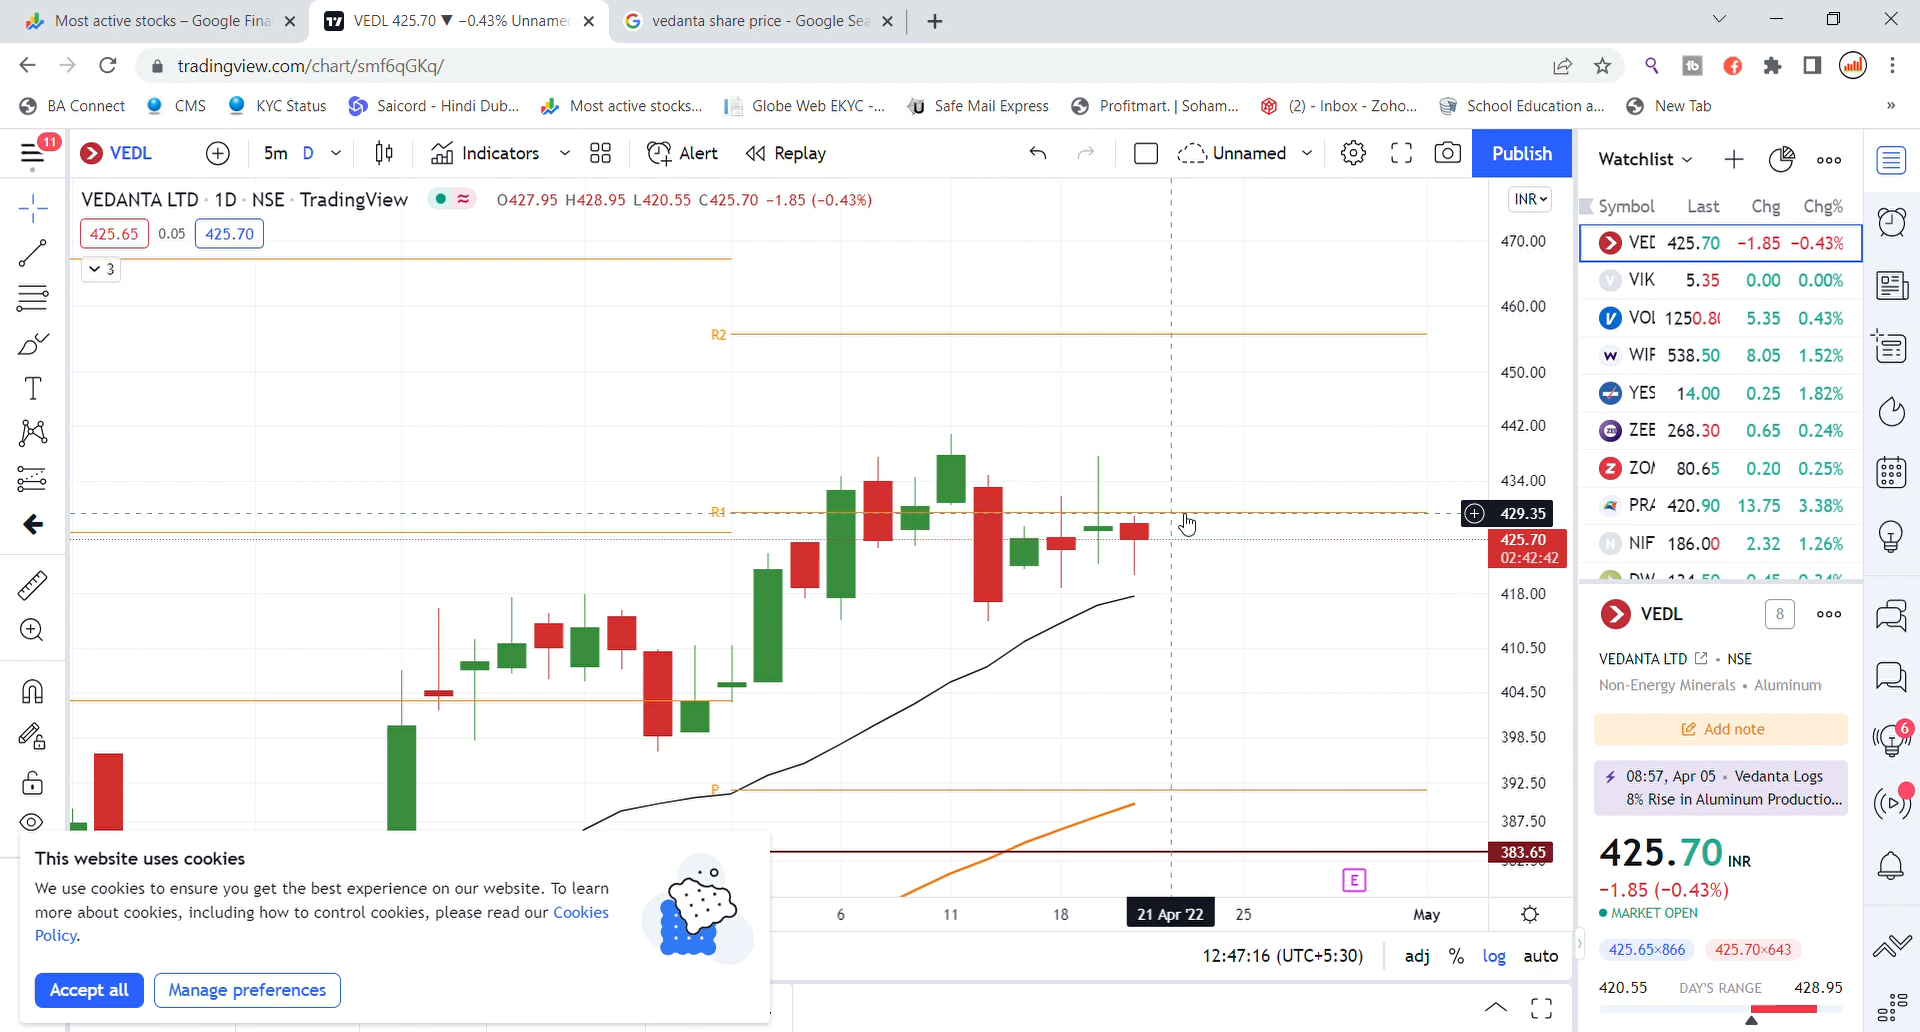 Most active stocks – Google Fina
VEDL 425.70 ▼ −0.43% Unname
vedanta share price - Google Sea
tradingview.com/chart/smf6qGKq/
BA Connect
CMS
KYC Status
Saicord - Hindi Dub...
Most active stocks...
Globe Web EKYC -...
Safe Mail Express
Profitmart. | Soham...
(2) - Inbox - Zoho...
School Education a...
New Tab
»
11
VEDL
5m D
Indicators
Alert
Replay
Unnamed
Publish
VEDANTA LTD · 1D · NSE · TradingView
O427.95 H428.95 L420.55 C425.70 −1.85 (−0.43%)
425.65 0.05 425.70
3
INR
470.00
460.00
450.00
442.00
434.00
429.35
425.70
02:42:42
418.00
410.50
404.50
398.50
392.50
387.50
383.65
R2
R1
P
E
6 11 18 21 Apr '22 25 May
12:47:16 (UTC+5:30) adj % log auto
This website uses cookies
We use cookies to ensure you get the best experience on our website. To learn
more about cookies, including how to control cookies, please read our Cookies
Policy.
Accept all
Manage preferences
Watchlist
Symbol Last Chg Chg%
VED 425.70 −1.85 −0.43%
VIK 5.35 0.00 0.00%
VOL 1250.80 5.35 0.43%
WIP 538.50 8.05 1.52%
YES 14.00 0.25 1.82%
ZEE 268.30 0.65 0.24%
ZOM 80.65 0.20 0.25%
PRA 420.90 13.75 3.38%
NIF 186.00 2.32 1.26%
VEDL
8
VEDANTA LTD • NSE
Non-Energy Minerals • Aluminum
Add note
08:57, Apr 05 • Vedanta Logs
8% Rise in Aluminum Productio...
425.70 INR
−1.85 (−0.43%)
MARKET OPEN
425.65×866 425.70×643
420.55 DAY'S RANGE 428.95
6